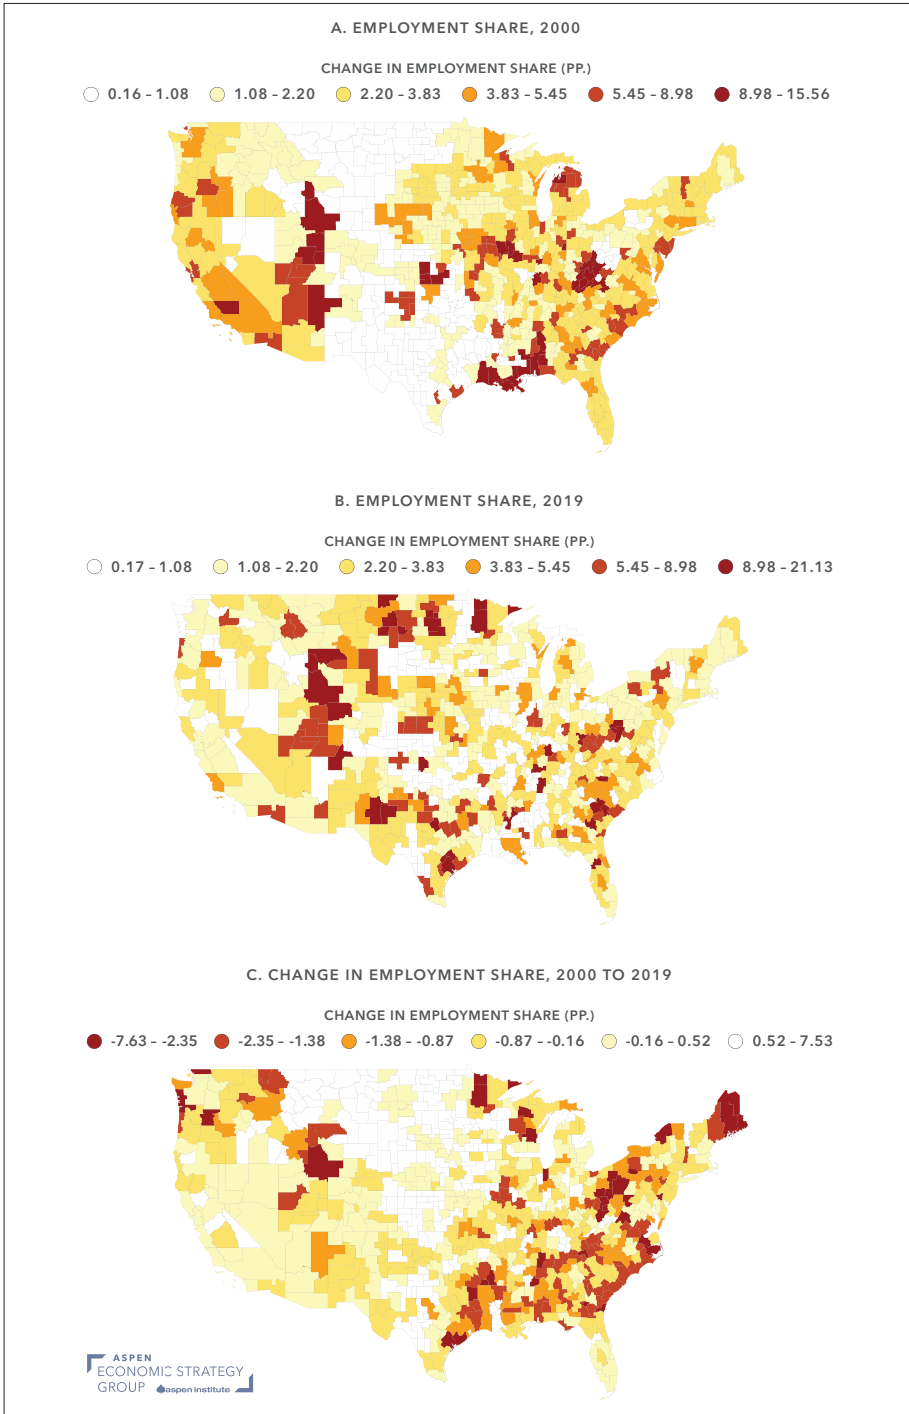 A. EMPLOYMENT SHARE, 2000
CHANGE IN EMPLOYMENT SHARE (PP.)
0.16 – 1.08 1.08 – 2.20 2.20 – 3.83 3.83 – 5.45 5.45 – 8.98 8.98 – 15.56
B. EMPLOYMENT SHARE, 2019
CHANGE IN EMPLOYMENT SHARE (PP.)
0.17 – 1.08 1.08 – 2.20 2.20 – 3.83 3.83 – 5.45 5.45 – 8.98 8.98 – 21.13
C. CHANGE IN EMPLOYMENT SHARE, 2000 TO 2019
CHANGE IN EMPLOYMENT SHARE (PP.)
-7.63 – -2.35 -2.35 – -1.38 -1.38 – -0.87 -0.87 – -0.16 -0.16 – 0.52 0.52 – 7.53
ASPEN
ECONOMIC STRATEGY
GROUP aspen institute